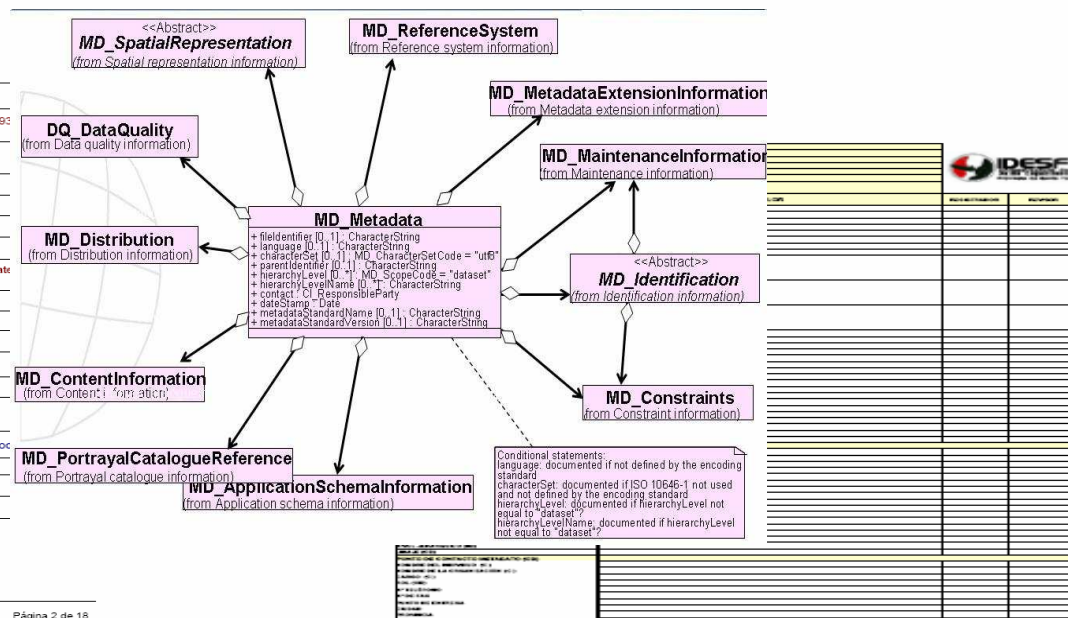 <<Abstract>>
MD_SpatialRepresentation
(from Spatial representation information)
MD_ReferenceSystem
(from Reference system information)
MD_MetadataExtensionInformation
(from Metadata extension information)
DQ_DataQuality
(from Data quality information)
MD_MaintenanceInformation
(from Maintenance information)
IDESF
MD_Metadata
+ fileIdentifier [0..1] : CharacterString
+ language [0..1] : CharacterString
+ characterSet [0..1] : MD_CharacterSetCode = "utf8"
+ parentIdentifier [0..1] : CharacterString
+ hierarchyLevel [0..*] : MD_ScopeCode = "dataset"
+ hierarchyLevelName [0..*] : CharacterString
+ contact : CI_ResponsibleParty
+ dateStamp : Date
+ metadataStandardName [0..1] : CharacterString
+ metadataStandardVersion [0..1] : CharacterString
MD_Distribution
(from Distribution information)
<<Abstract>>
MD_Identification
(from Identification information)
MD_ContentInformation
(from Content information)
MD_Constraints
(from Constraint information)
MD_PortrayalCatalogueReference
(from Portrayal catalogue information)
MD_ApplicationSchemaInformation
(from Application schema information)
Conditional statements:
language: documented if not defined by the encoding
standard
characterSet: documented if ISO 10646-1 not used
and not defined by the encoding standard
hierarchyLevel: documented if hierarchyLevel not
equal to "dataset"?
hierarchyLevelName: documented if hierarchyLevel
not equal to "dataset"?
Página 2 de 18